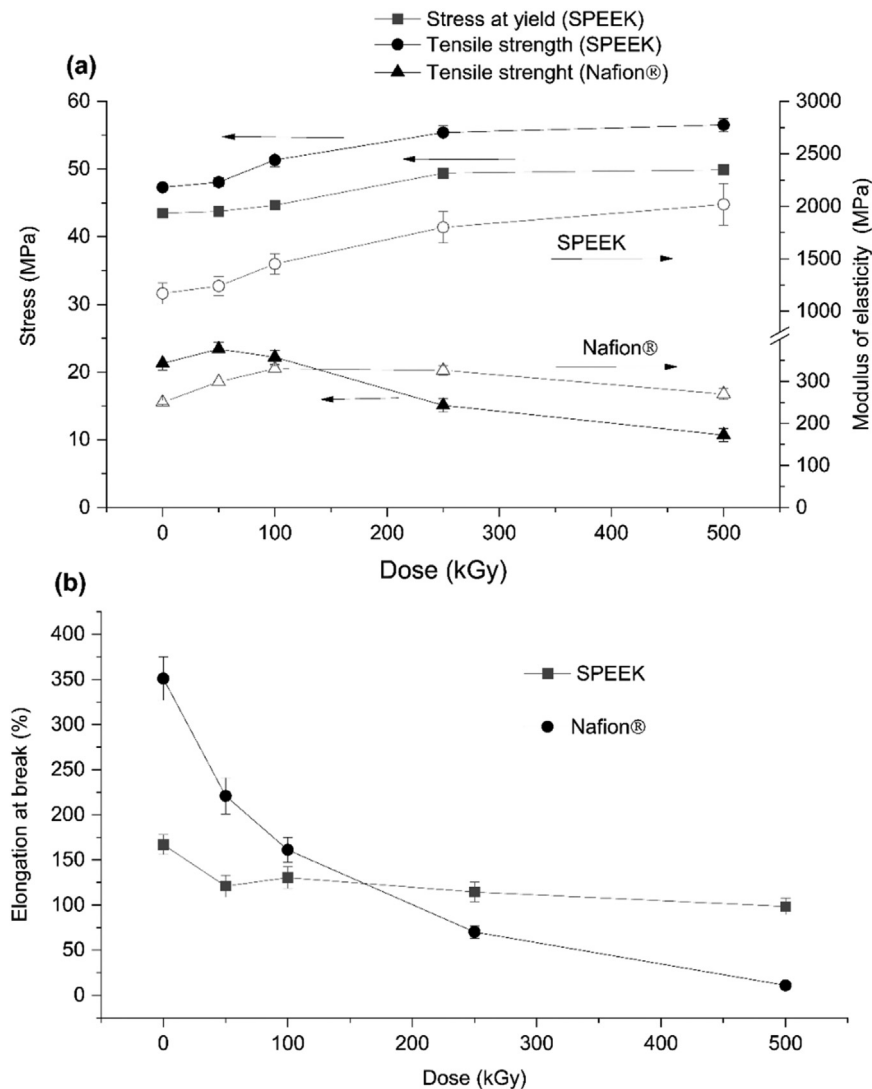 Stress at yield (SPEEK)
Tensile strength (SPEEK)
Tensile strenght (Nafion®)
(a)
60
50
40
30
20
10
0
Stress (MPa)
3000
2500
2000
1500
1000
300
200
100
0
Modulus of elasticity (MPa)
SPEEK
Nafion®
0 100 200 300 400 500
Dose (kGy)
(b)
400
350
300
250
200
150
100
50
0
Elongation at break (%)
SPEEK
Nafion®
0 100 200 300 400 500
Dose (kGy)